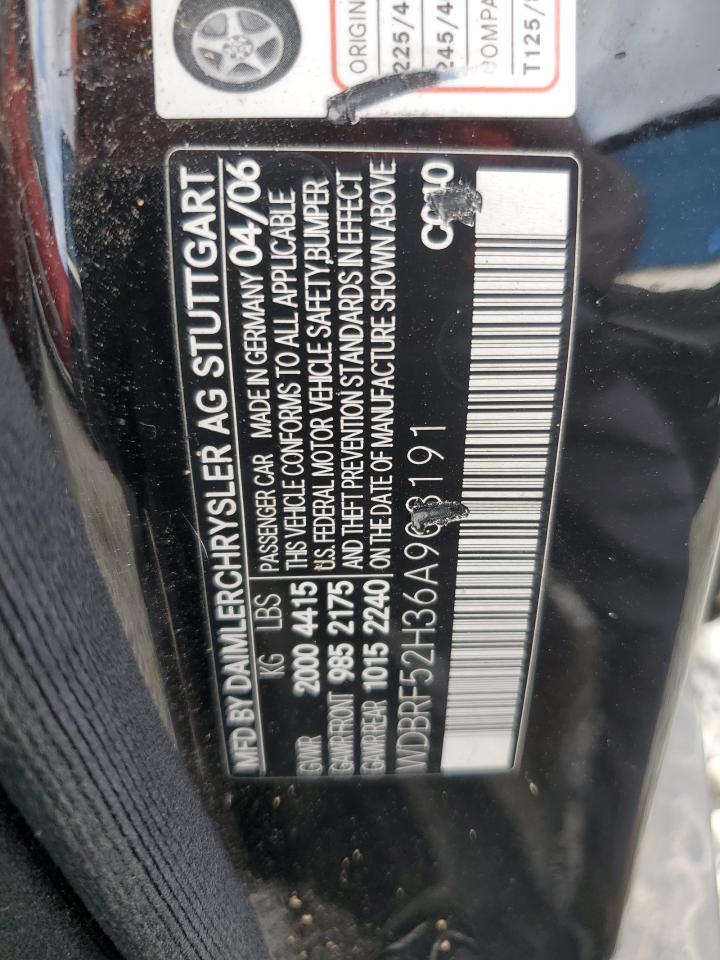 ORIGIN
225/4
245/4
COMPA
MFD BY DAIMLERCHRYSLER AG STUTTGART
PASSENGER CAR MADE IN GERMANY 04/06
KG LBS
GVWR 2000 4415
GAWR FRONT 985 2175
GAWR REAR 1015 2240
THIS VEHICLE CONFORMS TO ALL APPLICABLE
U.S. FEDERAL MOTOR VEHICLE SAFETY,BUMPER
AND THEFT PREVENTION STANDARDS IN EFFECT
ON THE DATE OF MANUFACTURE SHOWN ABOVE